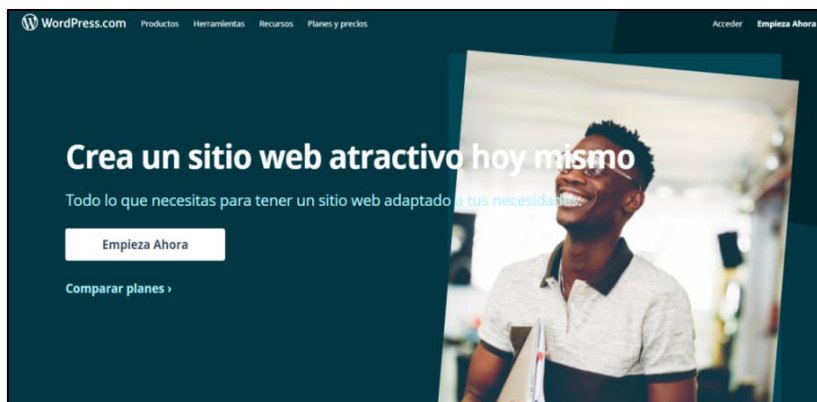 WordPress.com Productos Herramientas Recursos Planes y precios Acceder Empieza Ahora
Crea un sitio web atractivo hoy mismo
Todo lo que necesitas para tener un sitio web adaptado a tus necesidades.
Empieza Ahora
Comparar planes ›